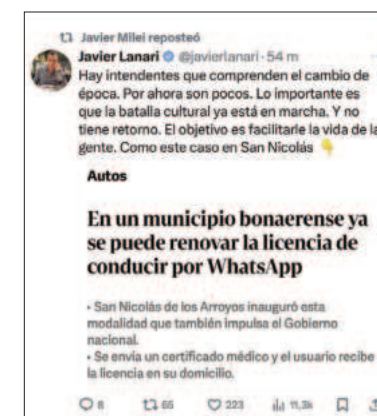 Javier Milei reposteó
Javier Lanari @javierlanari · 54 m
Hay intendentes que comprenden el cambio de
época. Por ahora son pocos. Lo importante es
que la batalla cultural ya está en marcha. Y no
tiene retorno. El objetivo es facilitarle la vida de la
gente. Como este caso en San Nicolás 👇
Autos
En un municipio bonaerense ya
se puede renovar la licencia de
conducir por WhatsApp
• San Nicolás de los Arroyos inauguró esta
modalidad que también impulsa el Gobierno
nacional.
• Se envía un certificado médico y el usuario recibe
la licencia en su domicilio.
8 65 223 11,3k